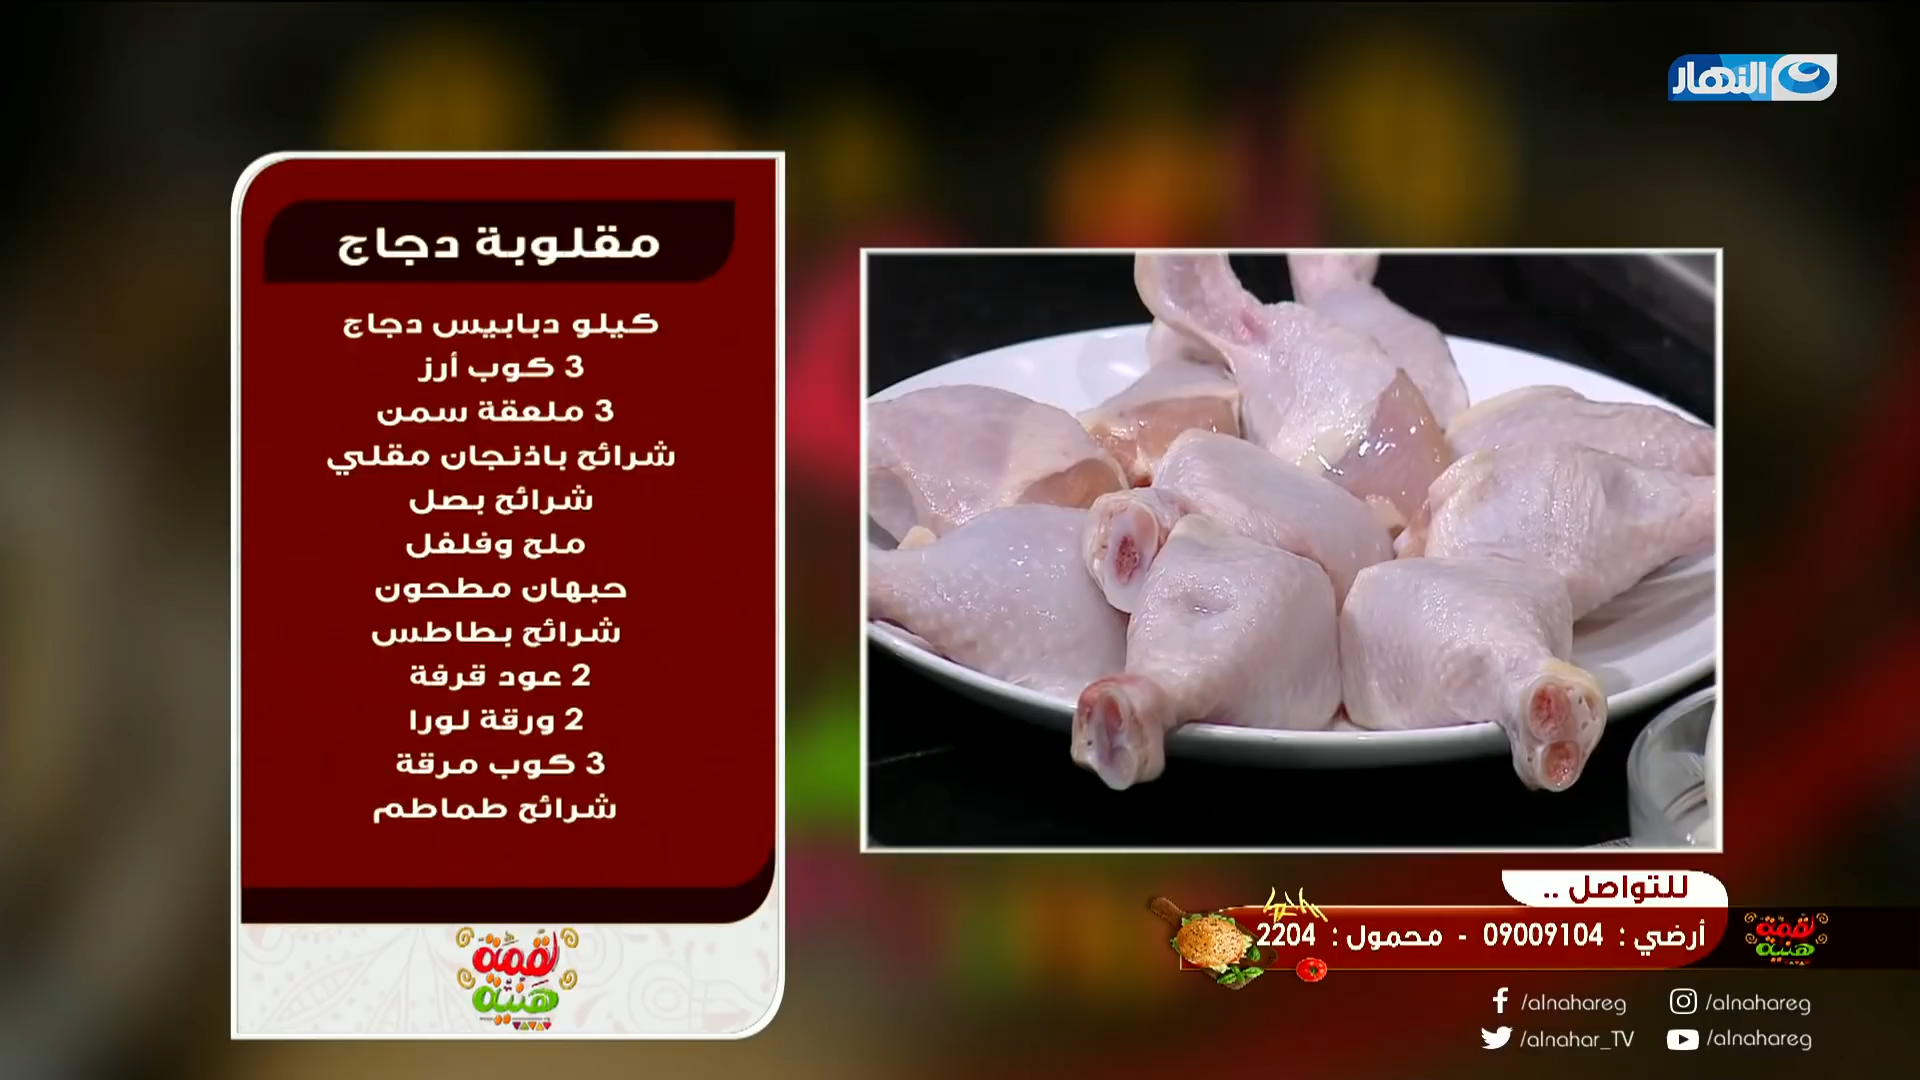 النهار
مقلوبة دجاج
كيلو دبابيس دجاج
3 كوب أرز
3 ملعقة سمن
شرائح باذنجان مقلي
شرائح بصل
ملح وفلفل
حبهان مطحون
شرائح بطاطس
2 عود قرفة
2 ورقة لورا
3 كوب مرقة
شرائح طماطم
لقمة
هنية
للتواصل ..
أرضي : 09009104 - محمول : 2204
لقمة
هنية
/alnahareg
/alnahareg
/alnahar_TV
/alnahareg